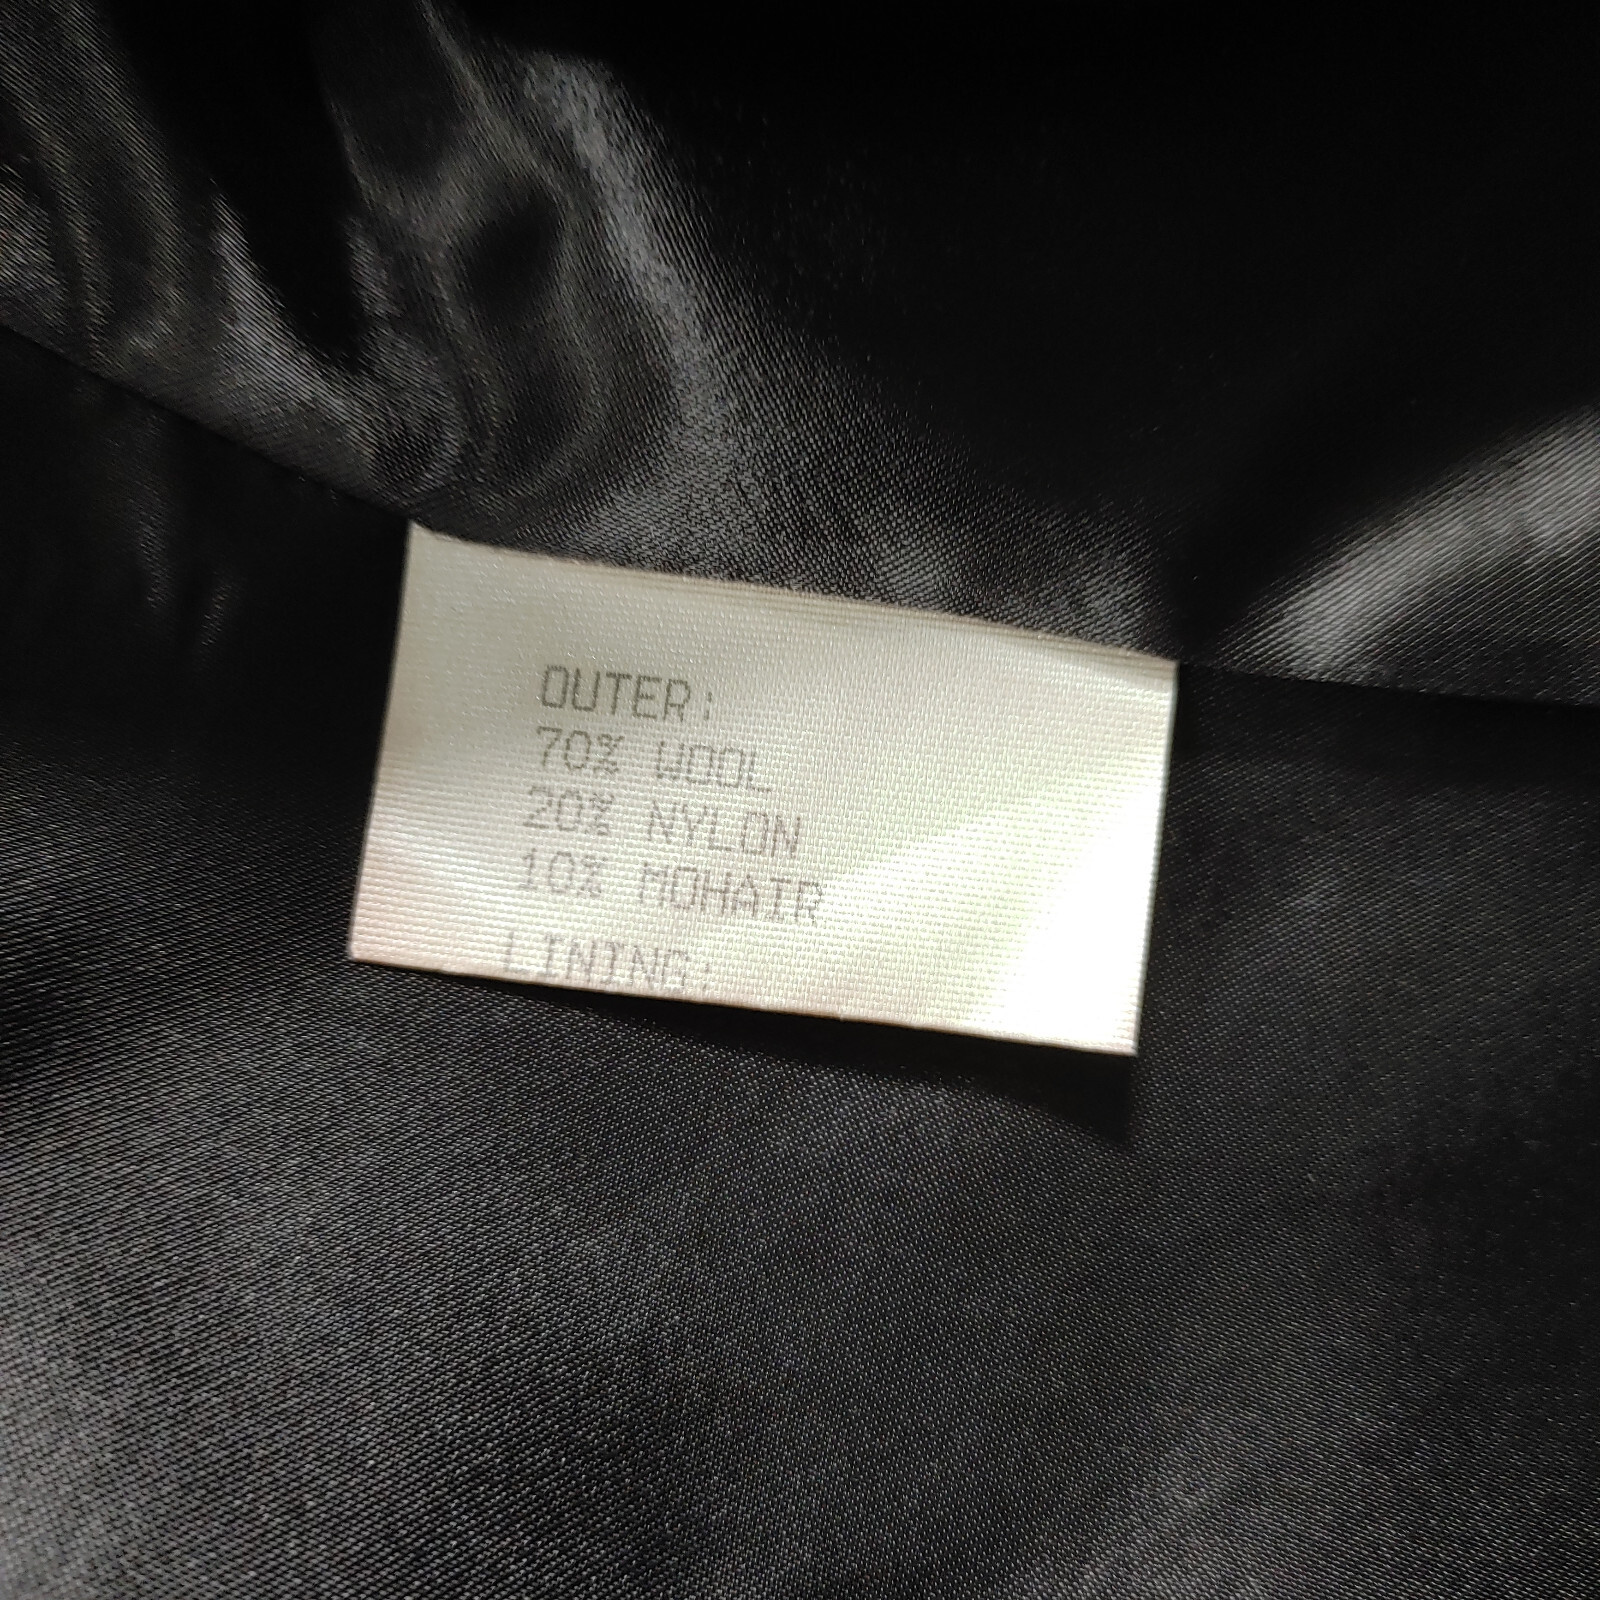 OUTER:
70% WOOL
20% NYLON
10% MOHAIR
LINING: